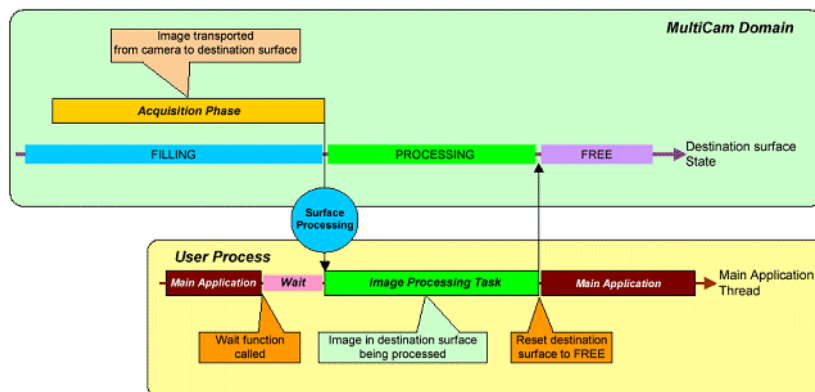 MultiCam Domain
Image transported
from camera to destination surface
Acquisition Phase
FILLING
PROCESSING
FREE
Destination surface
State
Surface
Processing
User Process
Main Application
Wait
Image Processing Task
Main Application
Main Application
Thread
Wait function
called
Image in destination surface
being processed
Reset destination
surface to FREE